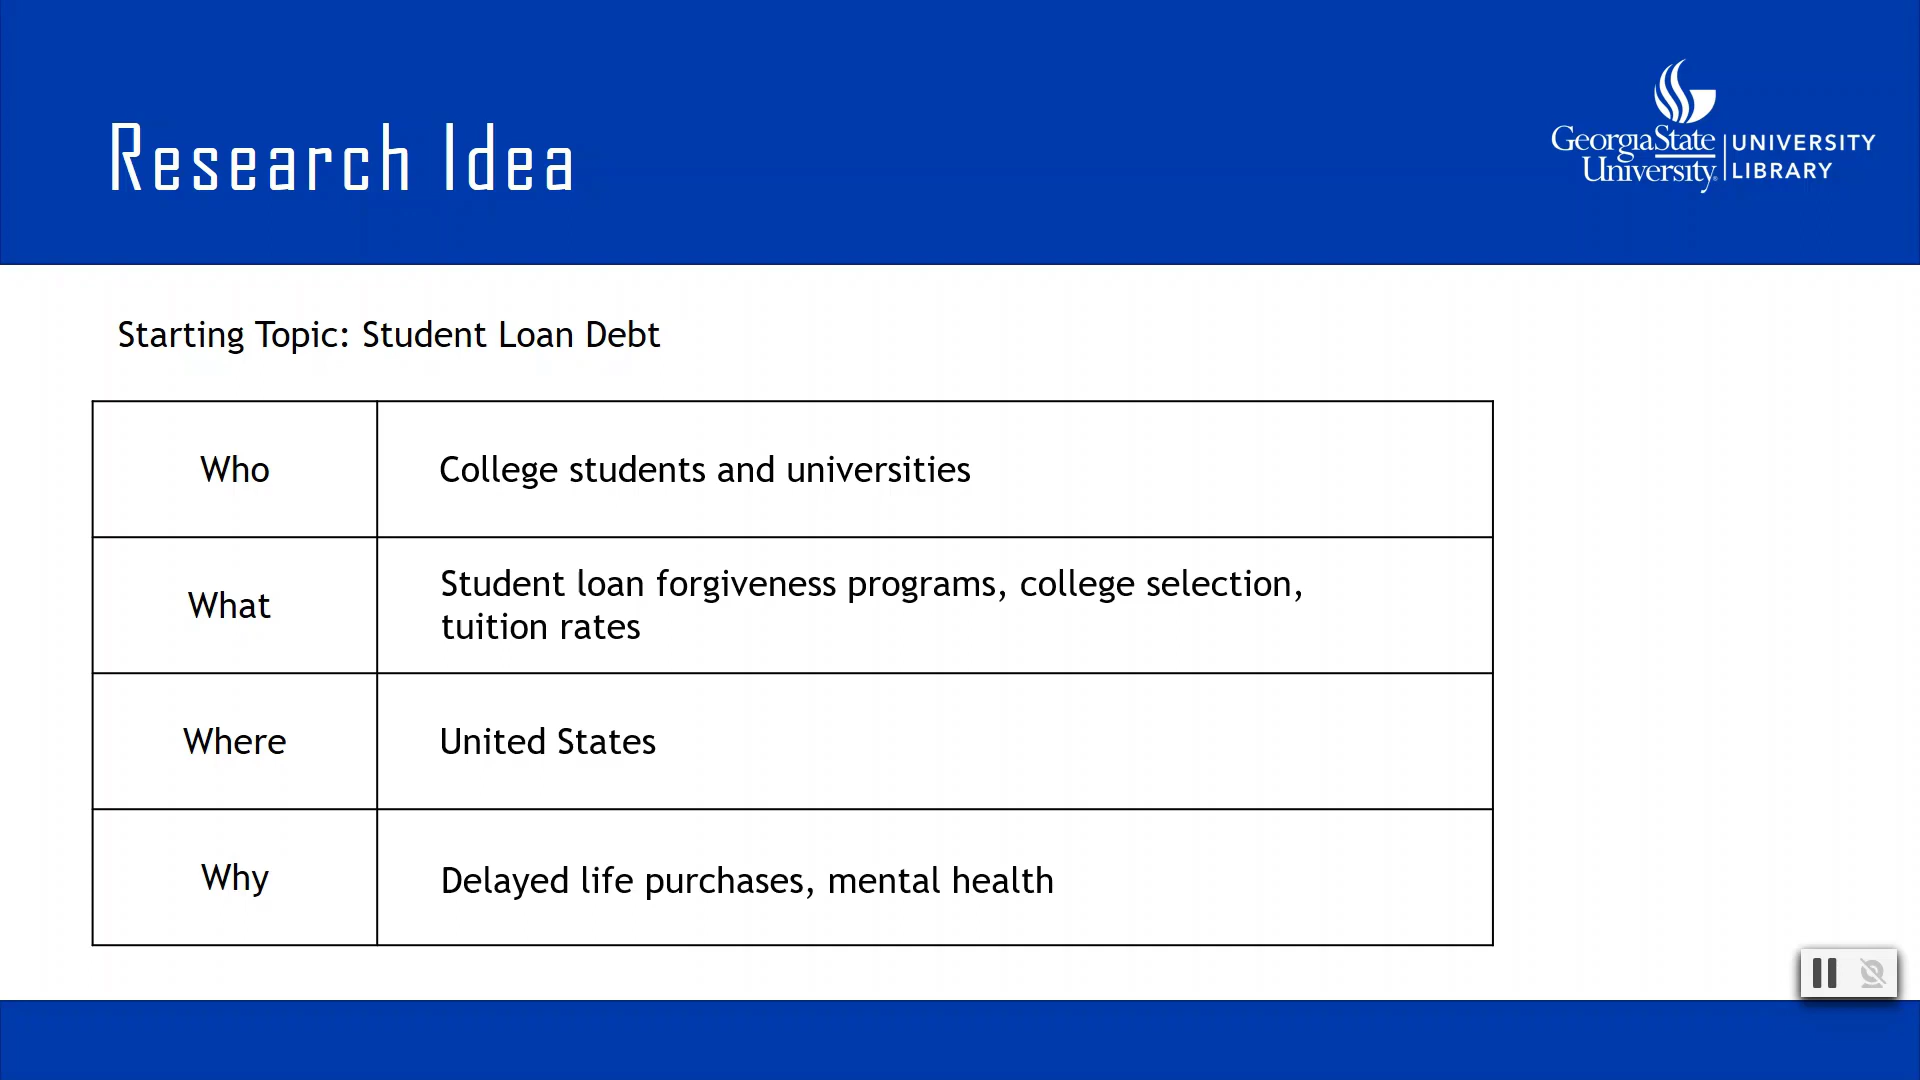 Research Idea
GeorgiaState University
UNIVERSITY LIBRARY
Starting Topic: Student Loan Debt
Who
College students and universities
What
Student loan forgiveness programs, college selection,
tuition rates
Where
United States
Why
Delayed life purchases, mental health